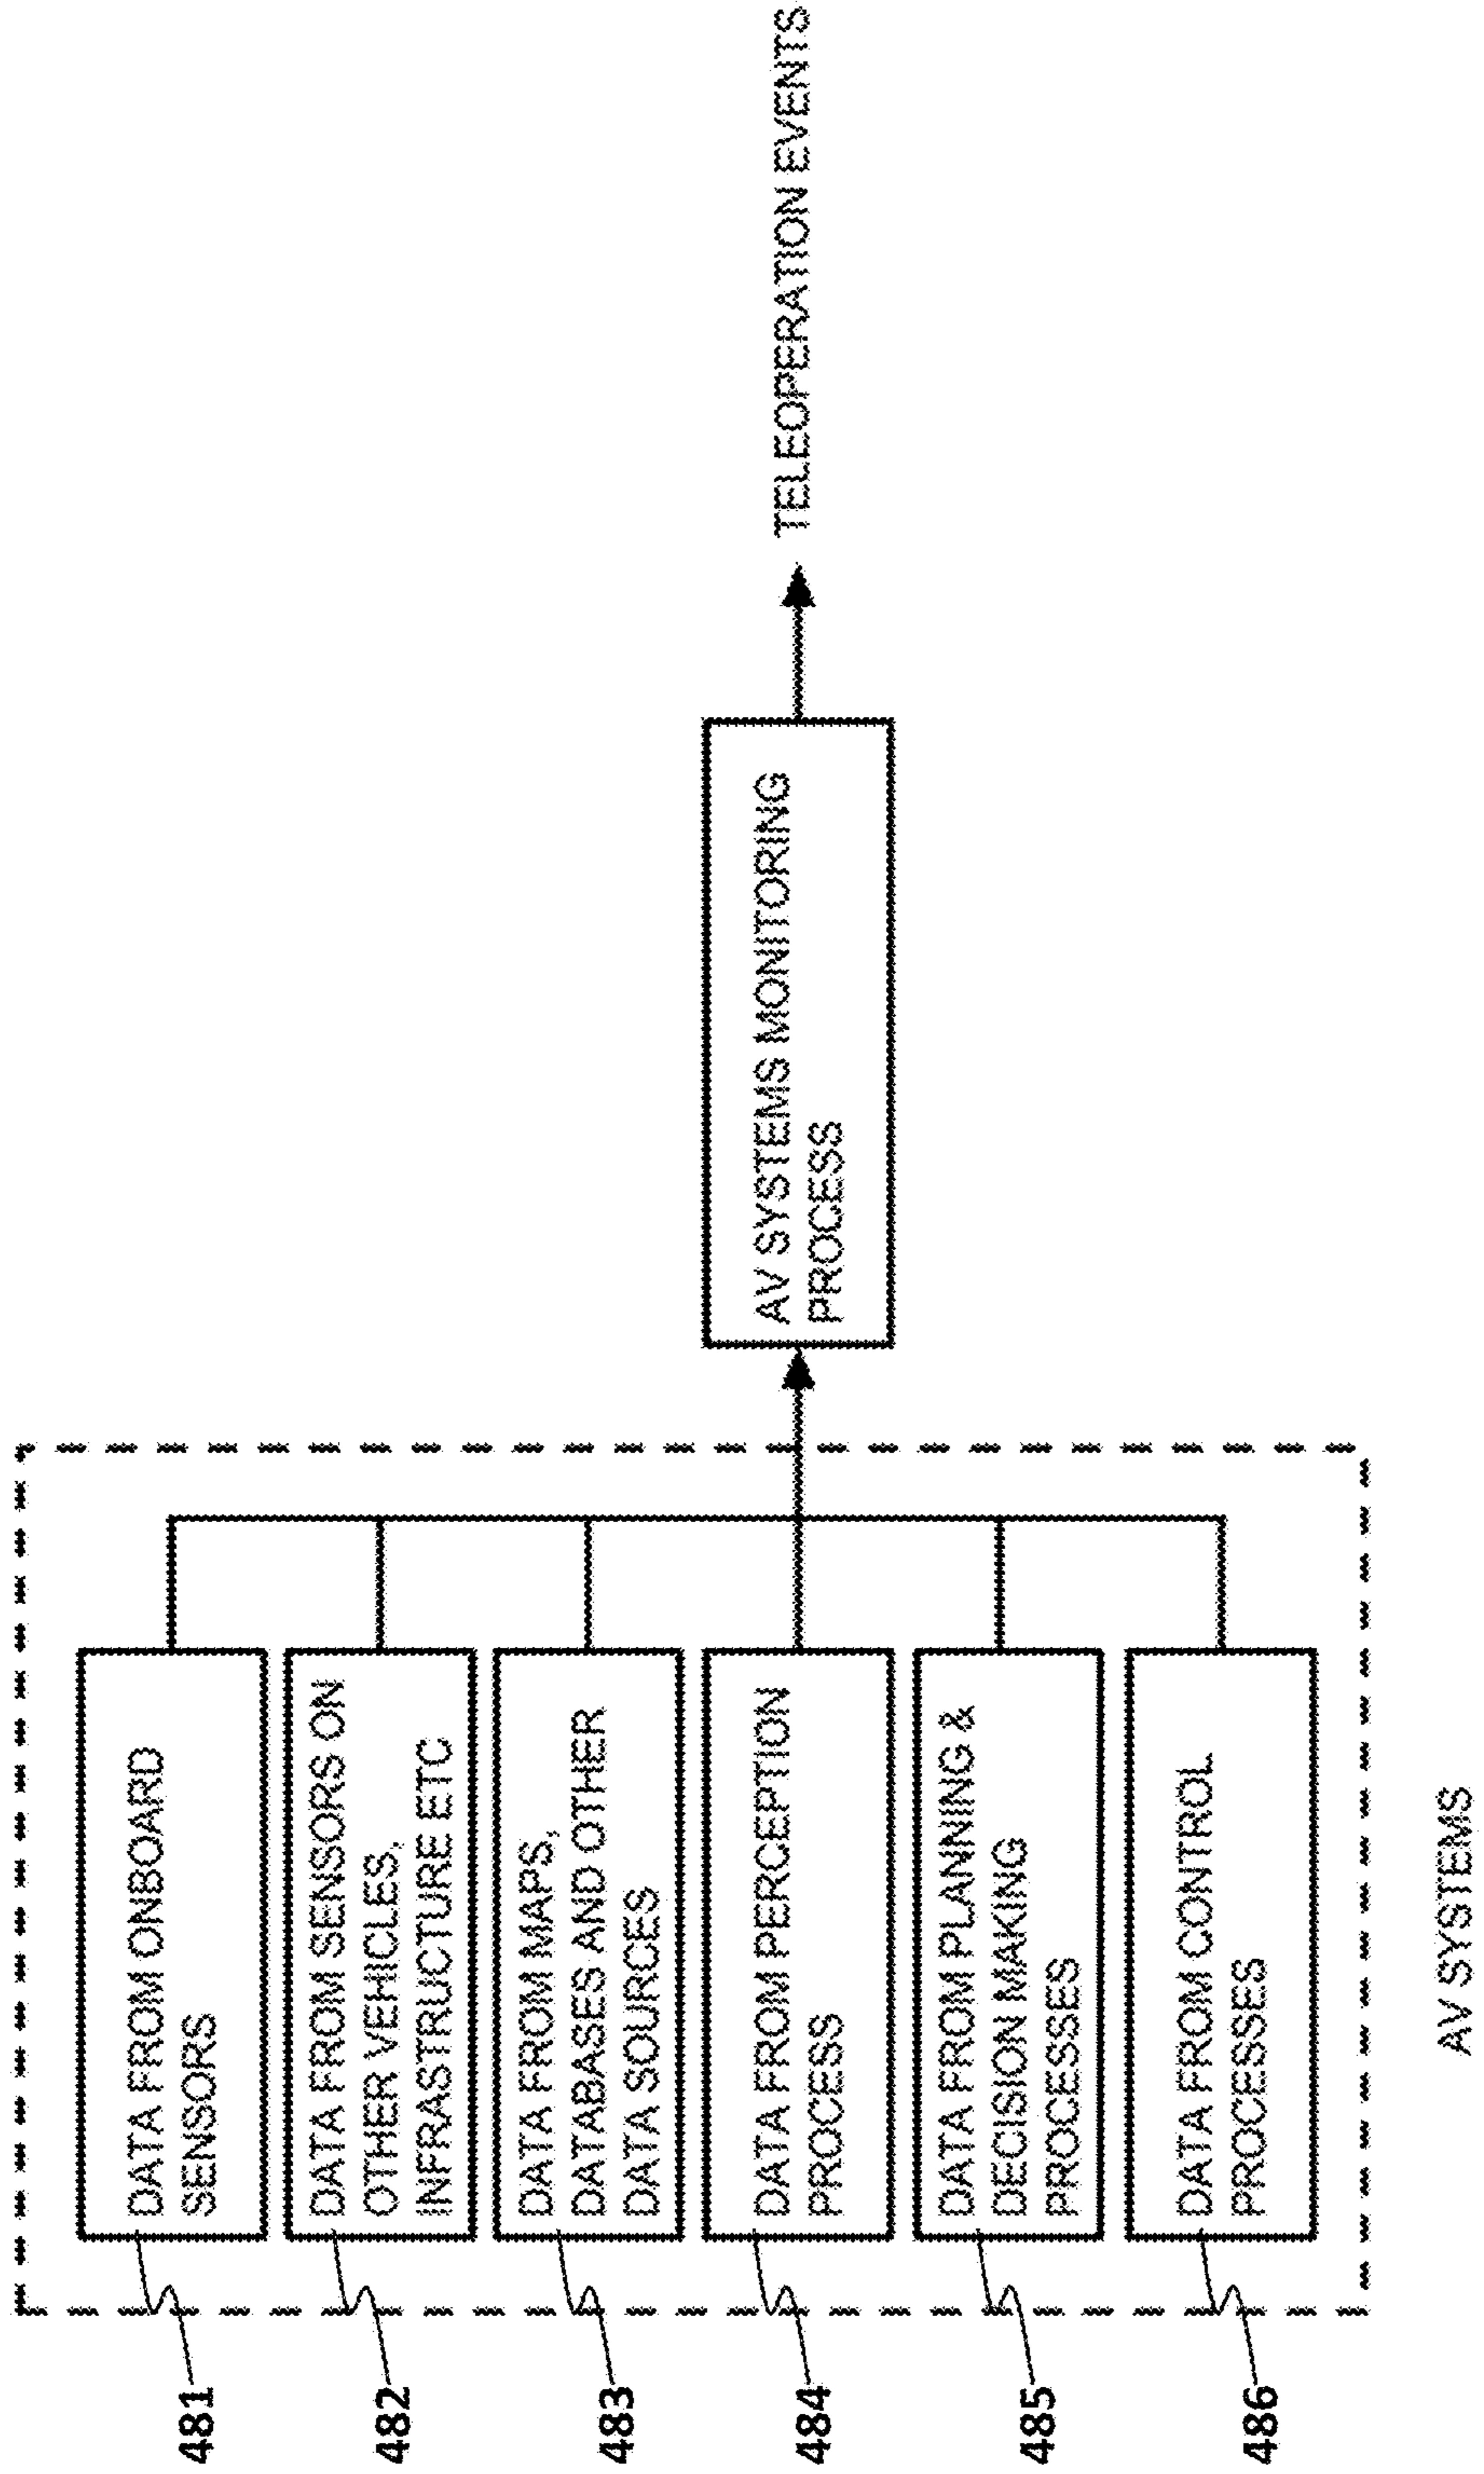 481
DATA FROM ONBOARD
SENSORS
482
DATA FROM SENSORS ON
OTHER VEHICLES,
INFRASTRUCTURE ETC
483
DATA FROM MAPS,
DATABASES AND OTHER
DATA SOURCES
484
DATA FROM PERCEPTION
PROCESS
485
DATA FROM PLANNING &
DECISION MAKING
PROCESSES
486
DATA FROM CONTROL
PROCESSES
AV SYSTEMS
AV SYSTEMS MONITORING
PROCESS
TELEOPERATION EVENTS